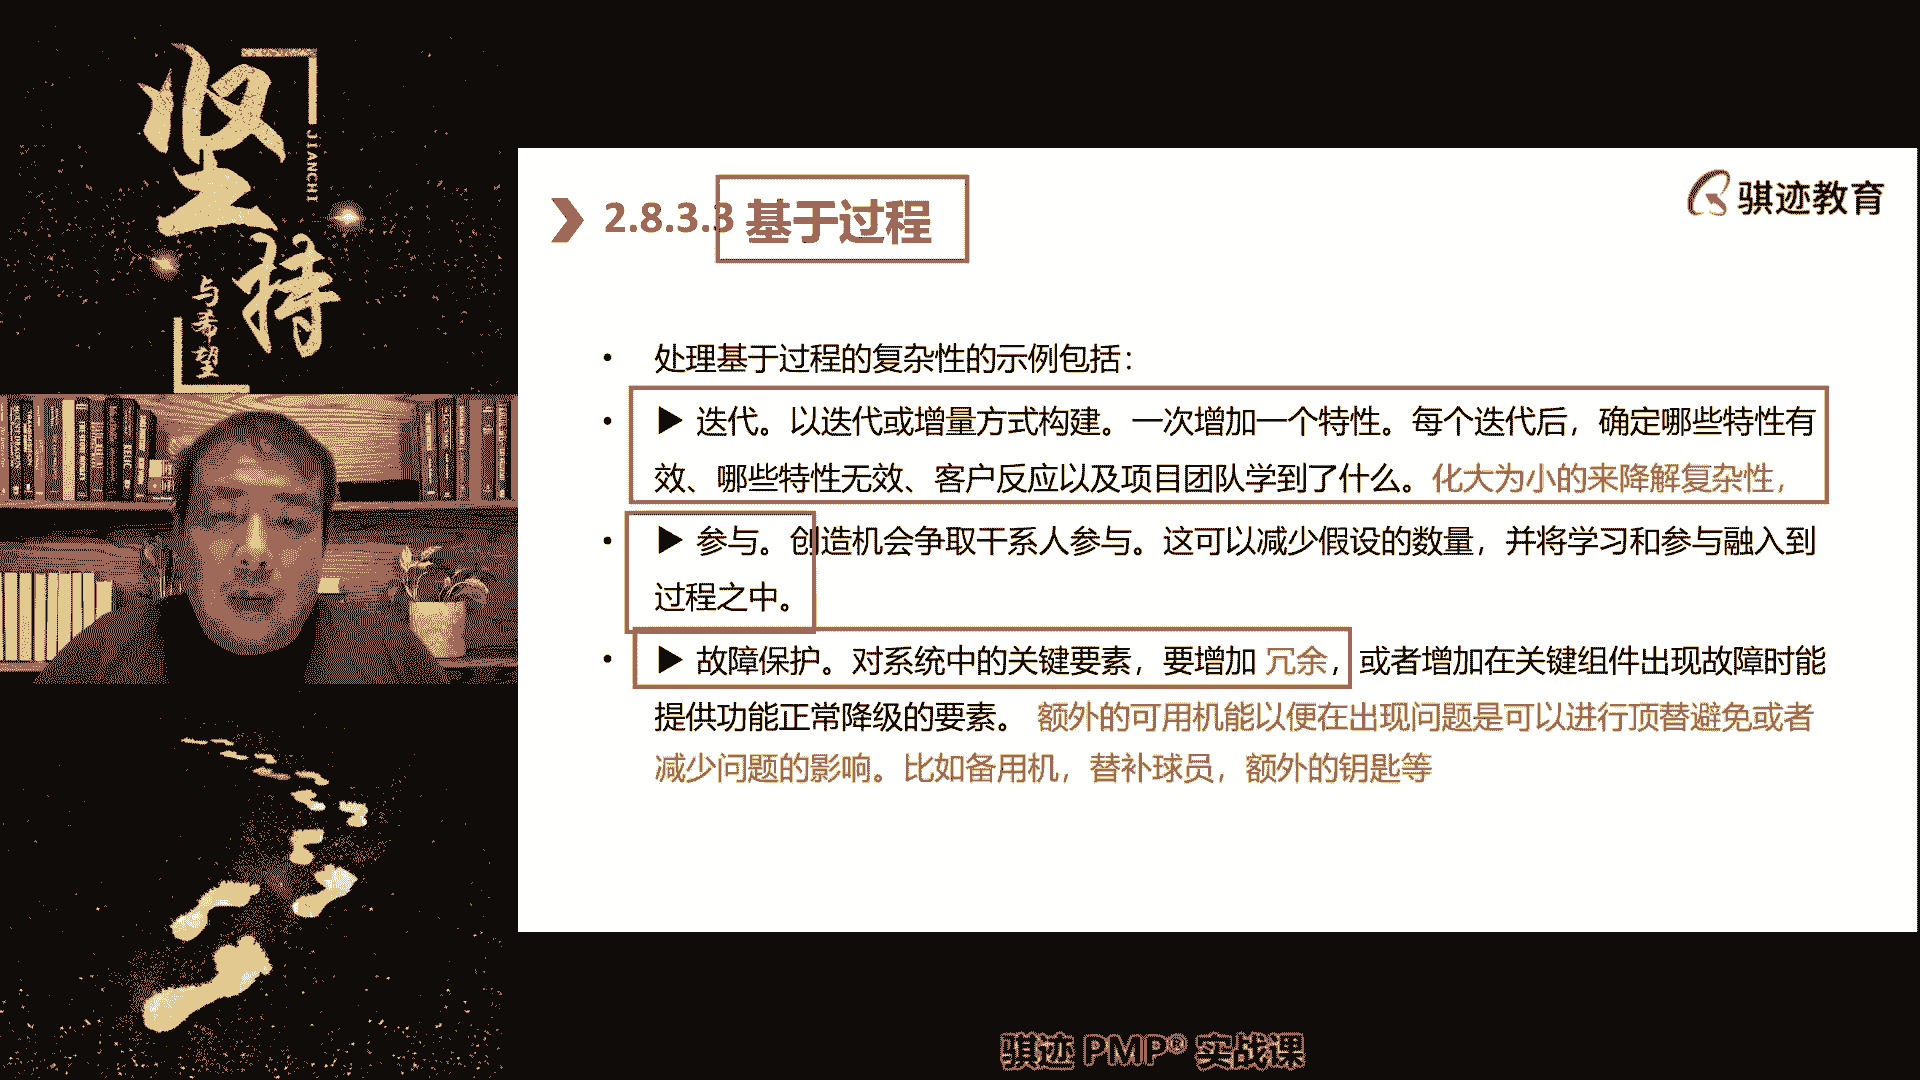 坚持
JIANCHI
与希望
骐迹教育
2.8.3.3 基于过程
• 处理基于过程的复杂性的示例包括：
• ▶ 迭代。以迭代或增量方式构建。一次增加一个特性。每个迭代后，确定哪些特性有
效、哪些特性无效、客户反应以及项目团队学到了什么。化大为小的来降解复杂性，
• ▶ 参与。创造机会争取干系人参与。这可以减少假设的数量，并将学习和参与融入到
过程之中。
• ▶ 故障保护。对系统中的关键要素，要增加 冗余，或者增加在关键组件出现故障时能
提供功能正常降级的要素。 额外的可用机能以便在出现问题是可以进行顶替避免或者
减少问题的影响。比如备用机，替补球员，额外的钥匙等
骐迹 PMP® 实战课